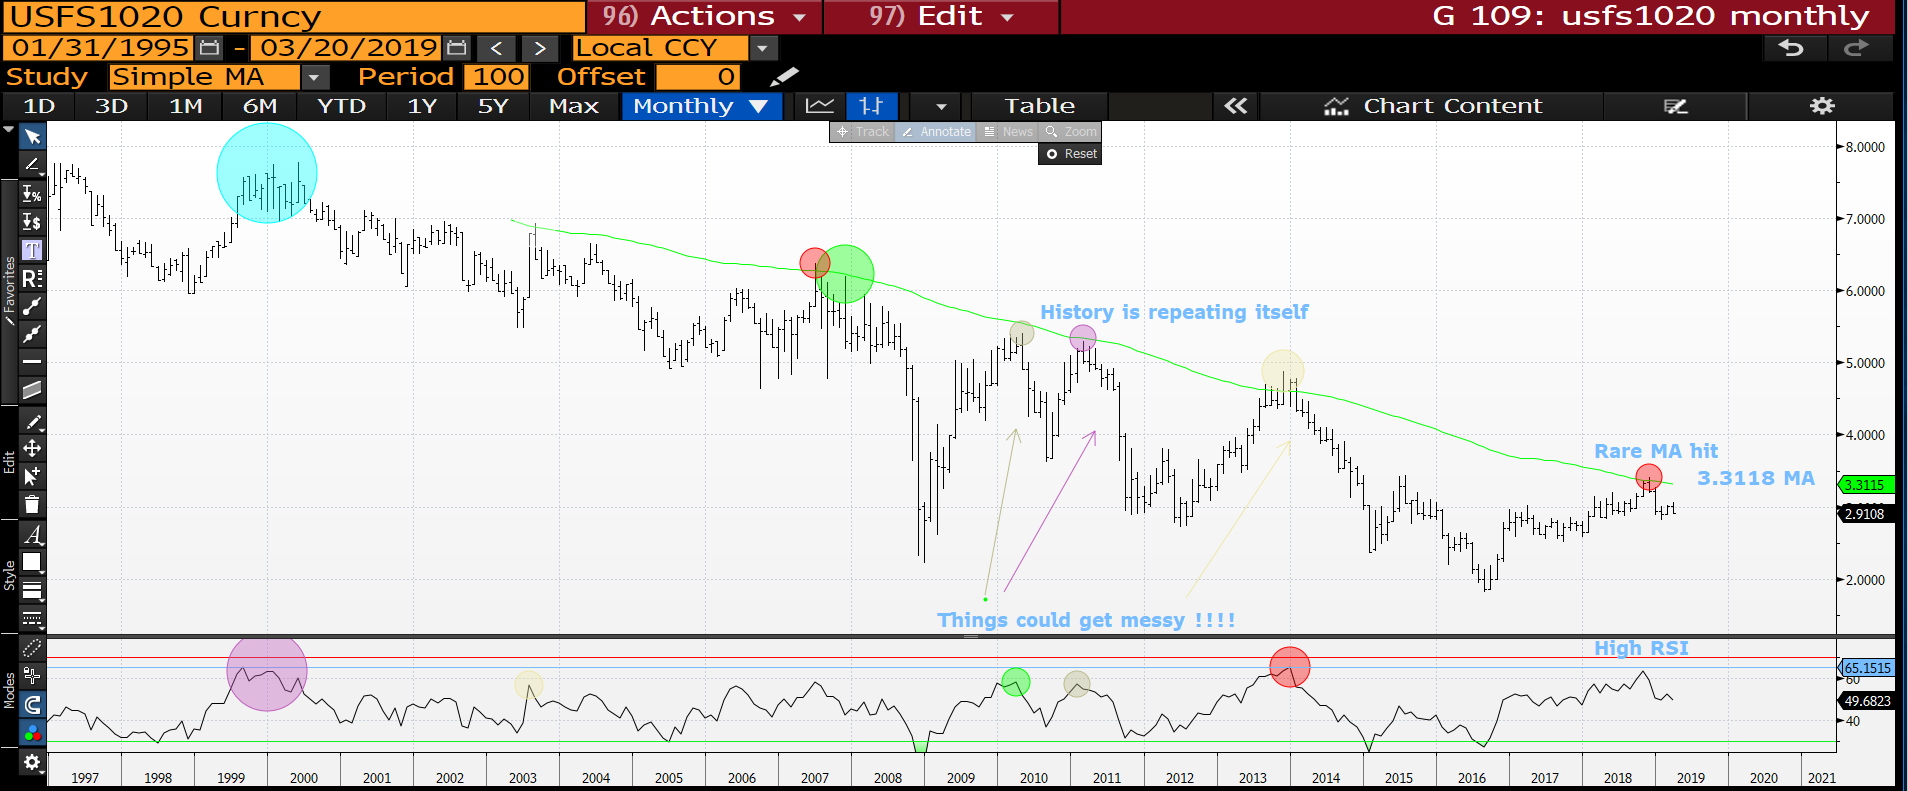 USFS1020 Curncy 96) Actions 97) Edit G 109: usfs1020 monthly
01/31/1995 - 03/20/2019 < > Local CCY
Study Simple MA Period 100 Offset 0
1D 3D 1M 6M YTD 1Y 5Y Max Monthly ▼ Table « Chart Content
Track Annotate News Zoom
Reset
Favorites
Edit
Style
Modes
%
$
T
R
A
8.0000
7.0000
6.0000
History is repeating itself
5.0000
4.0000
Rare MA hit
3.3118 MA
3.3115
2.9108
2.0000
Things could get messy !!!!
High RSI
65.1515
60
49.6823
40
1997 1998 1999 2000 2001 2002 2003 2004 2005 2006 2007 2008 2009 2010 2011 2012 2013 2014 2015 2016 2017 2018 2019 2020 2021